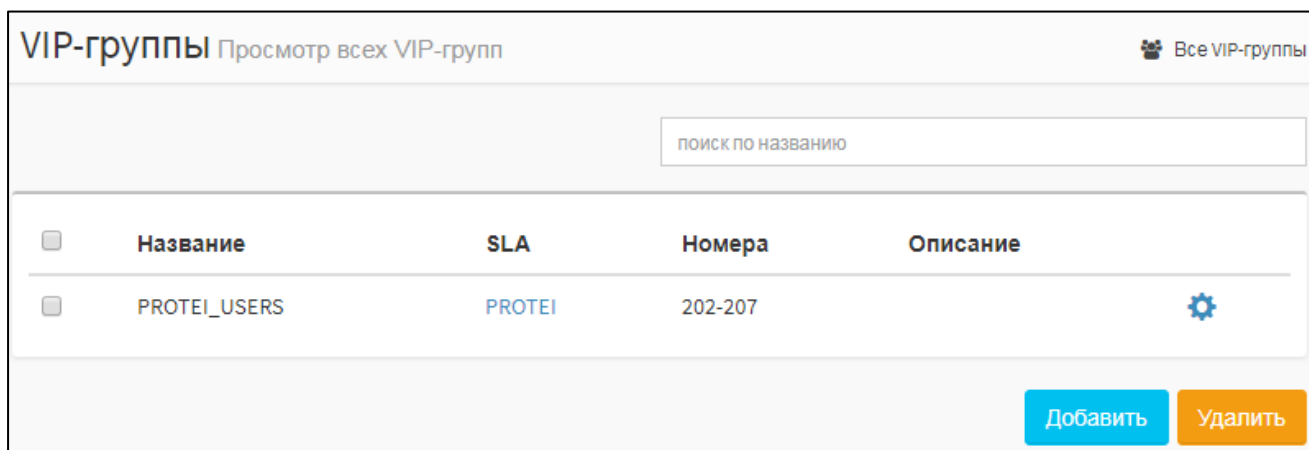 VIP-группы Просмотр всех VIP-групп Все VIP-группы
поиск по названию
Название SLA Номера Описание
PROTEI_USERS PROTEI 202-207
Добавить Удалить